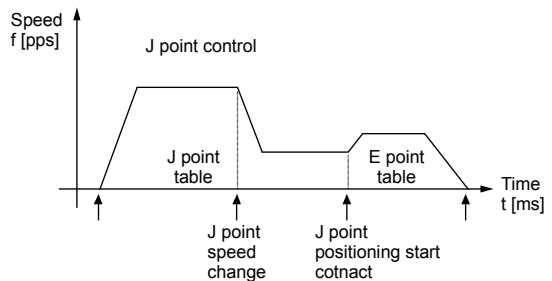 Speed
f [pps]
J point control
J point
table
E point
table
Time
t [ms]
J point
speed
change
J point
positioning start
cotnact